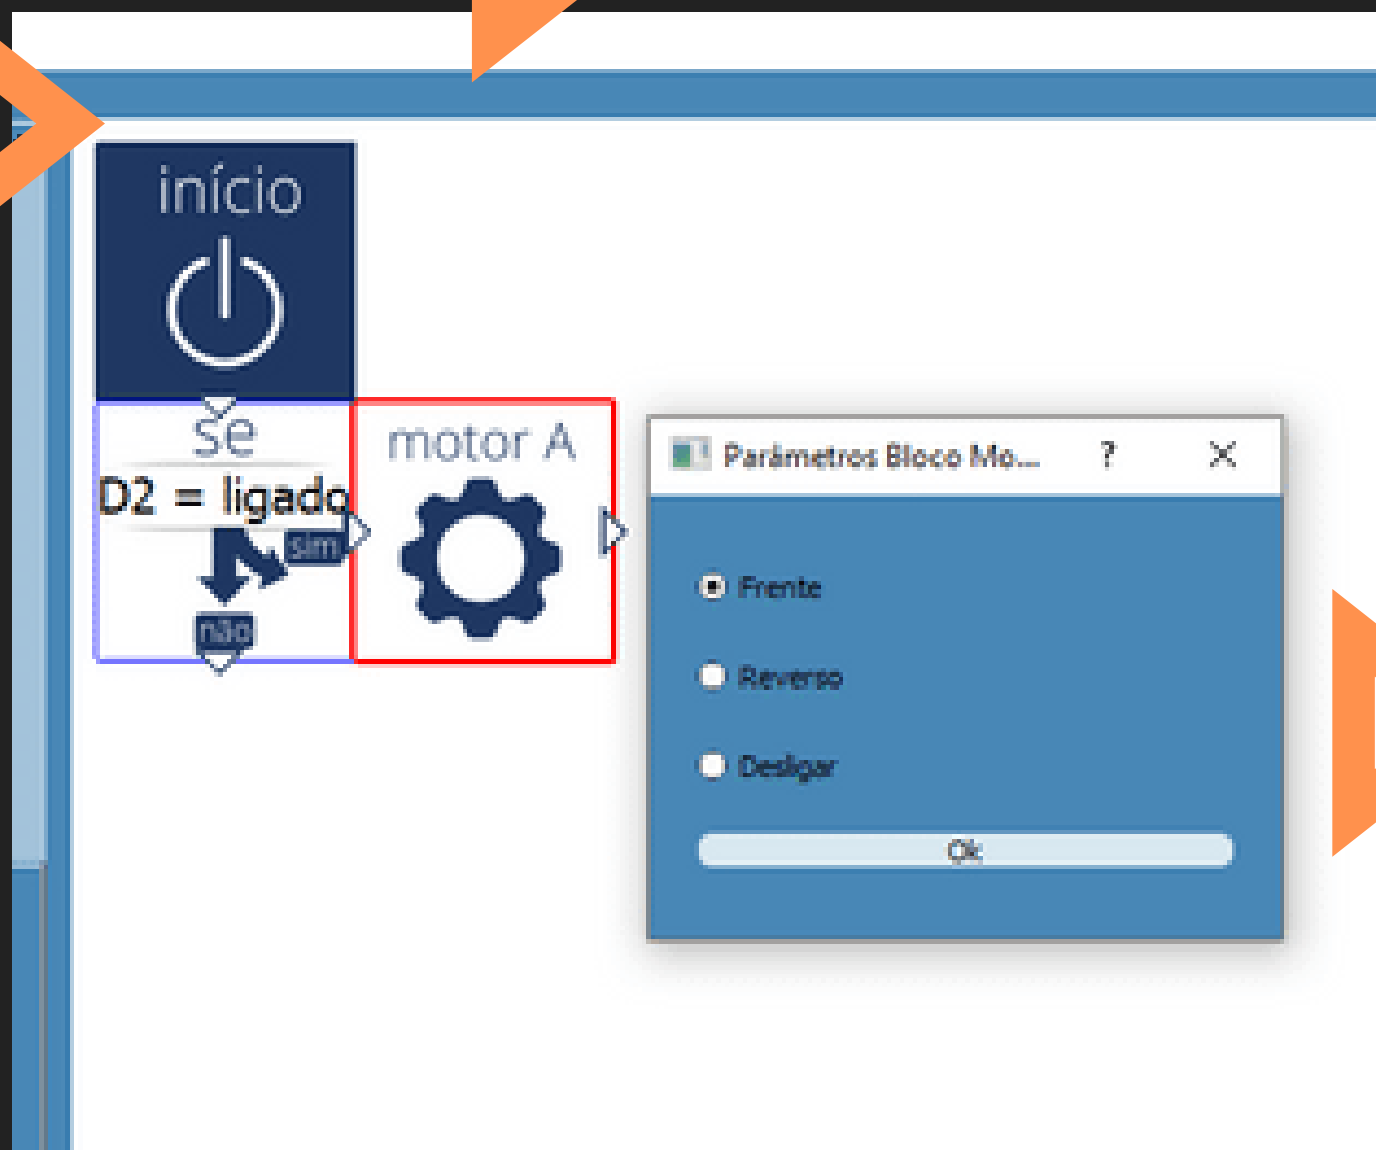 início
se
D2 = ligado
sim
não
motor A
Parâmetros Bloco Mo... ?
Frente
Reverso
Desligar
Ok